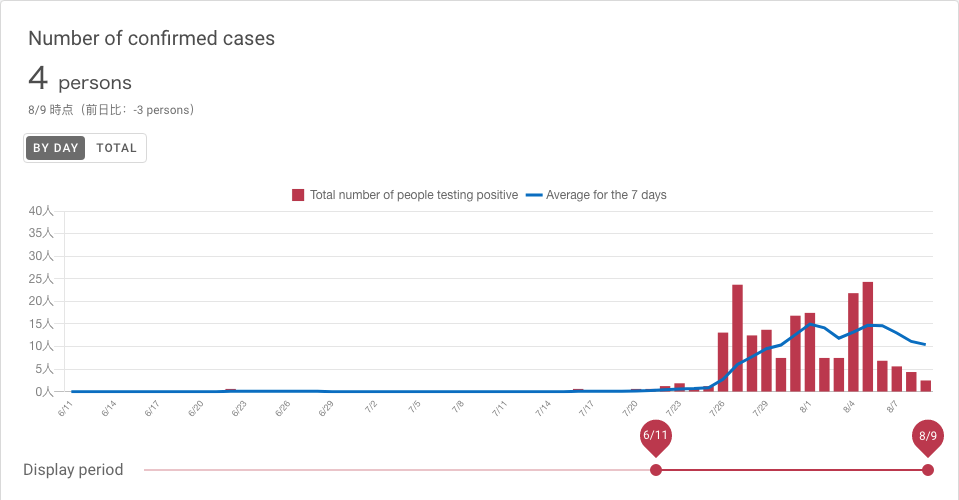 Number of confirmed cases
4 persons
8/9 時点（前日比：-3 persons）
BY DAY TOTAL
Total number of people testing positive Average for the 7 days
40人
35人
30人
25人
20人
15人
10人
5人
0人
6/11 6/14 6/17 6/20 6/23 6/26 6/29 7/2 7/5 7/8 7/11 7/14 7/17 7/20 7/23 7/26 7/29 8/1 8/4 8/7
6/11 8/9
Display period